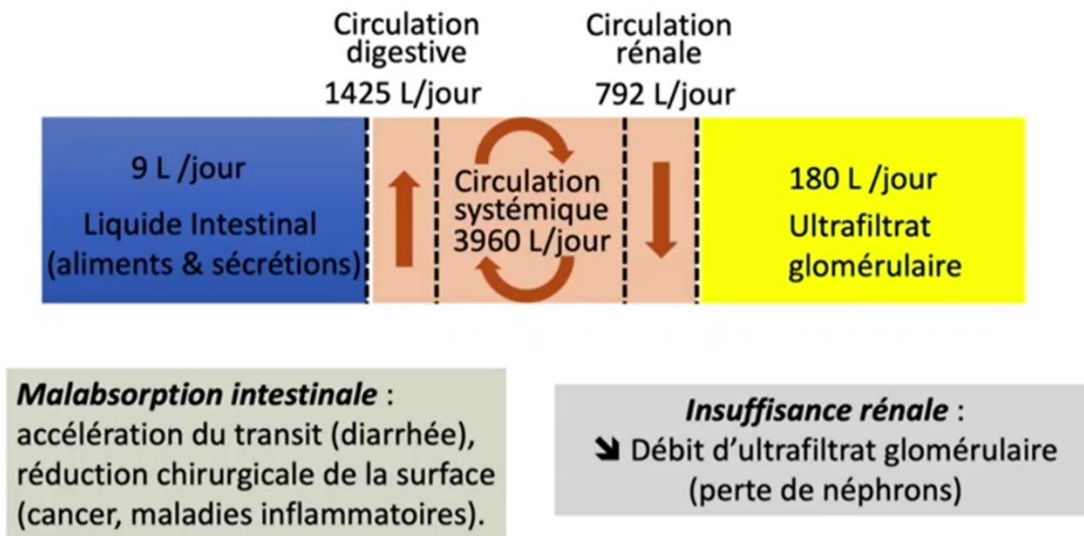 Circulation
digestive
1425 L/jour
Circulation
rénale
792 L/jour
9 L /jour
Liquide Intestinal
(aliments & sécrétions)
Circulation
systémique
3960 L/jour
180 L /jour
Ultrafiltrat
glomérulaire
Malabsorption intestinale :
accélération du transit (diarrhée),
réduction chirurgicale de la surface
(cancer, maladies inflammatoires).
Insuffisance rénale :
➘ Débit d’ultrafiltrat glomérulaire
(perte de néphrons)